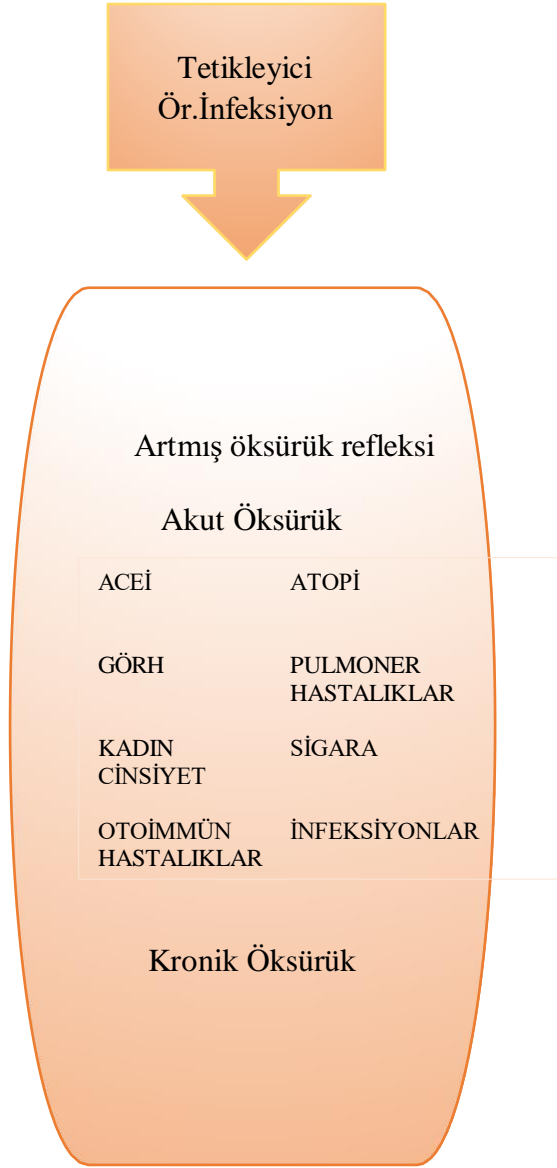 Tetikleyici
Ör.İnfeksiyon
Artmış öksürük refleksi
Akut Öksürük
ACEİ ATOPİ
GÖRH PULMONER
HASTALIKLAR
KADIN SİGARA
CİNSİYET
OTOİMMÜN İNFEKSİYONLAR
HASTALIKLAR
Kronik Öksürük